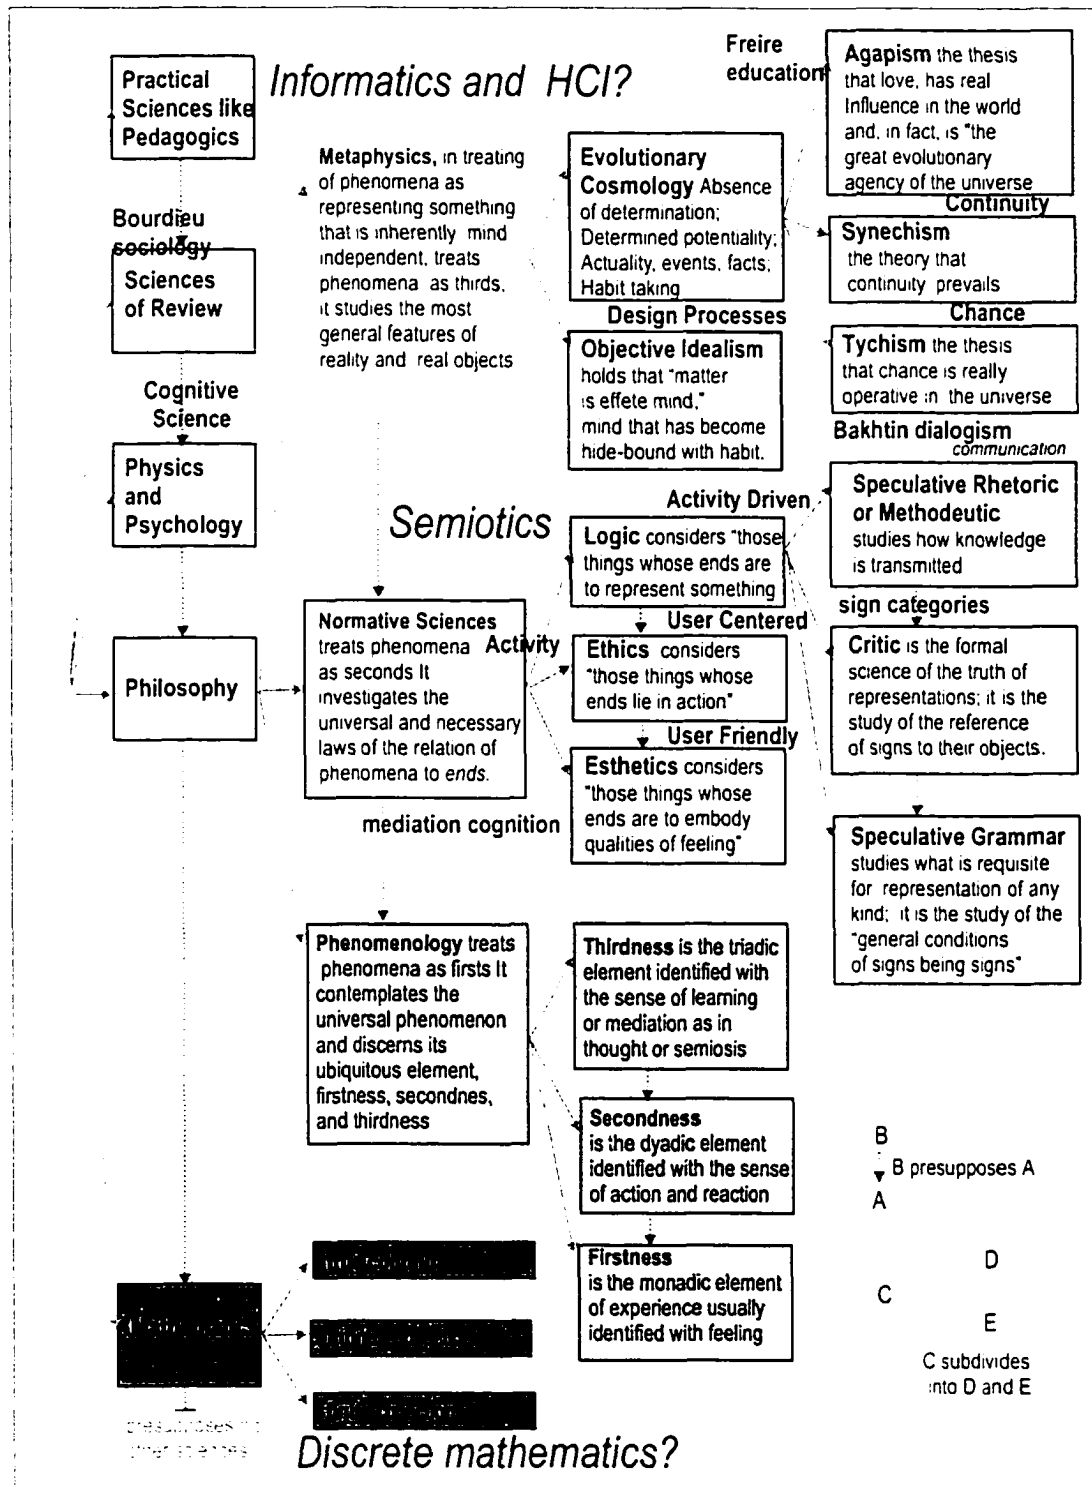 Informatics and HCI?
Practical
Sciences like
Pedagogics
Bourdieu
sociology
Sciences
of Review
Cognitive
Science
Physics
and
Psychology
Philosophy
Metaphysics, in treating
of phenomena as
representing something
that is inherently mind
independent, treats
phenomena as thirds.
it studies the most
general features of
reality and real objects
Semiotics
Normative Sciences
treats phenomena
as seconds It
investigates the
universal and necessary
laws of the relation of
phenomena to ends.
Activity
mediation cognition
Phenomenology treats
phenomena as firsts It
contemplates the
universal phenomenon
and discerns its
ubiquitous element,
firstness, secondnes,
and thirdness
Evolutionary
Cosmology Absence
of determination;
Determined potentiality;
Actuality, events, facts;
Habit taking
Design Processes
Objective Idealism
holds that "matter
is effete mind,"
mind that has become
hide-bound with habit.
Activity Driven
Logic considers "those
things whose ends are
to represent something
User Centered
Ethics considers
"those things whose
ends lie in action"
User Friendly
Esthetics considers
"those things whose
ends are to embody
qualities of feeling"
Thirdness is the triadic
element identified with
the sense of learning
or mediation as in
thought or semiosis
Secondness
is the dyadic element
identified with the sense
of action and reaction
Firstness
is the monadic element
of experience usually
identified with feeling
Freire
education
Agapism the thesis
that love, has real
Influence in the world
and, in fact, is "the
great evolutionary
agency of the universe
Continuity
Synechism
the theory that
continuity prevails
Chance
Tychism the thesis
that chance is really
operative in the universe
Bakhtin dialogism
communication
Speculative Rhetoric
or Methodeutic
studies how knowledge
is transmitted
sign categories
Critic is the formal
science of the truth of
representations; it is the
study of the reference
of signs to their objects.
Speculative Grammar
studies what is requisite
for representation of any
kind; it is the study of the
"general conditions
of signs being signs"
B
B presupposes A
A
D
C
E
C subdivides
into D and E
presupposes no
other sciences
Discrete mathematics?